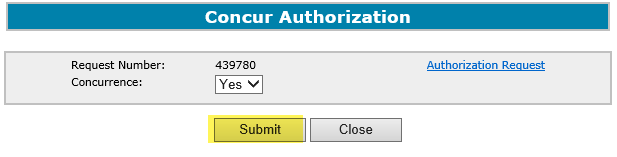 Concur Authorization
Request Number: 439780 Authorization Request
Concurrence: Yes
Submit Close